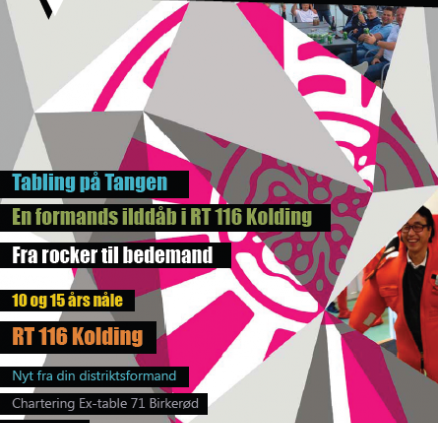 Tabling på Tangen
En formands ilddåb i RT 116 Kolding
Fra rocker til bedemand
10 og 15 års nåle
RT 116 Kolding
Nyt fra din distriktsformand
Chartering Ex-table 71 Birkerød